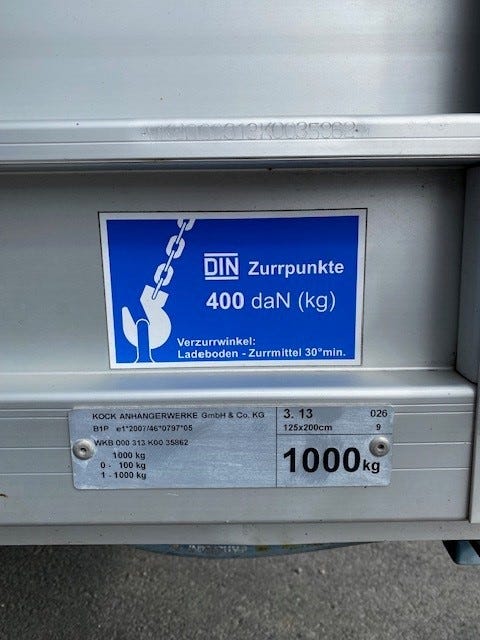 DIN Zurrpunkte
400 daN (kg)
Verzurrwinkel:
Ladeboden - Zurrmittel 30°min.
KOCK ANHÄNGERWERKE GmbH & Co. KG
B1P e1*2007/46*0797*05
WKB 000 313 K00 35862
1000 kg
0 - 100 kg
1 - 1000 kg
3. 13 026
125x200cm 9
1000 kg